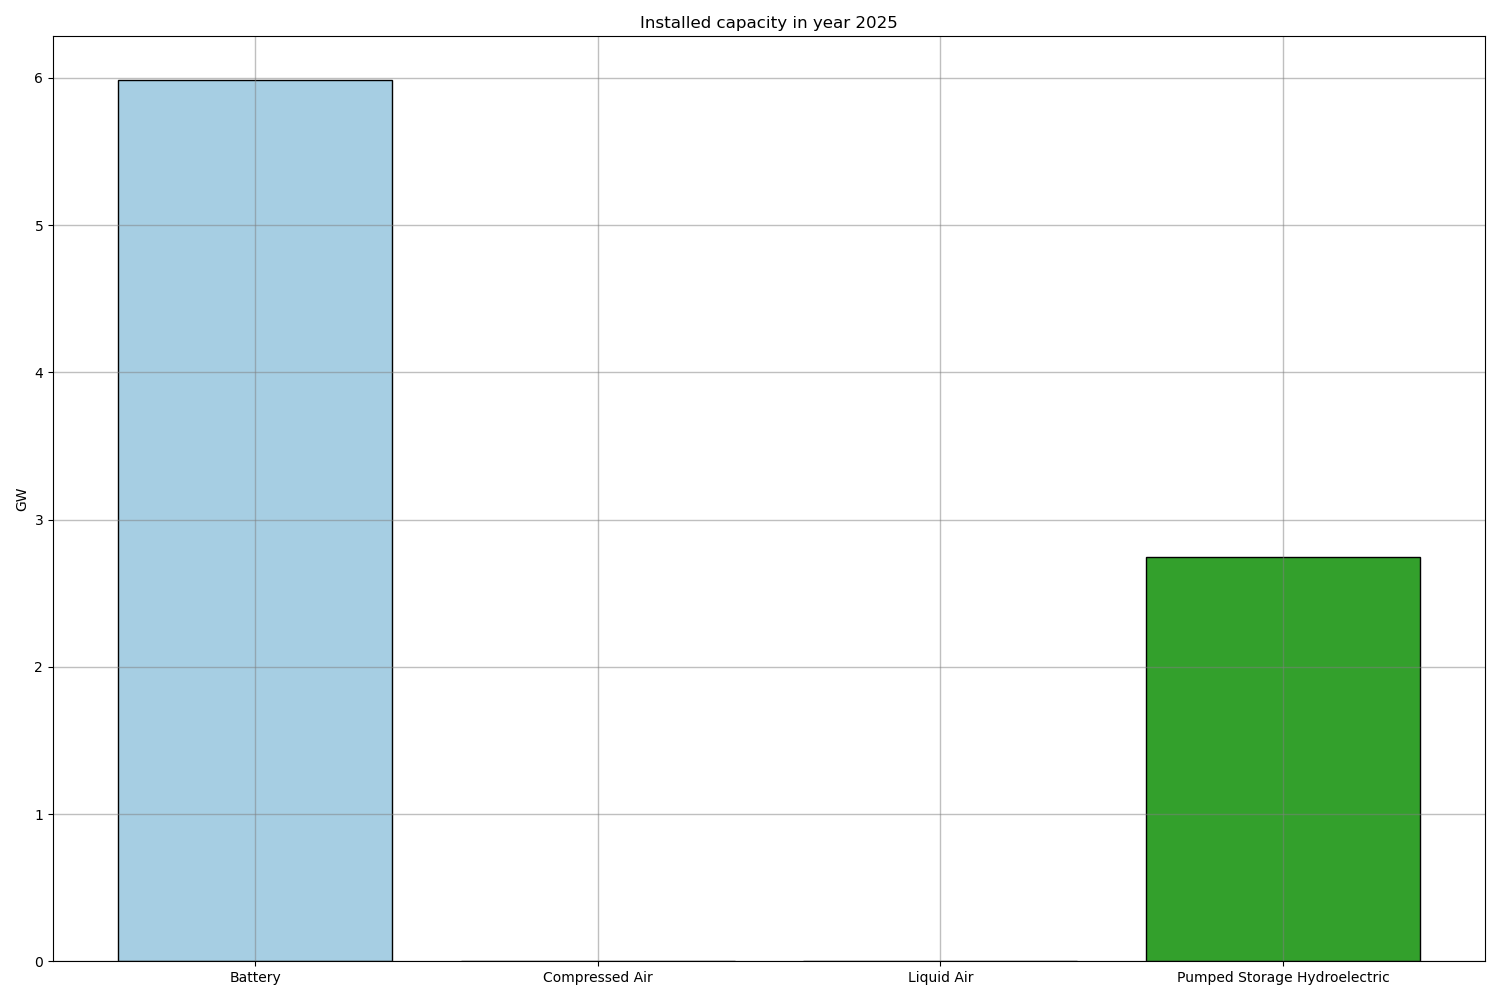 Installed capacity in year 2025
GW
6
5
4
3
2
1
0
Battery
Compressed Air
Liquid Air
Pumped Storage Hydroelectric